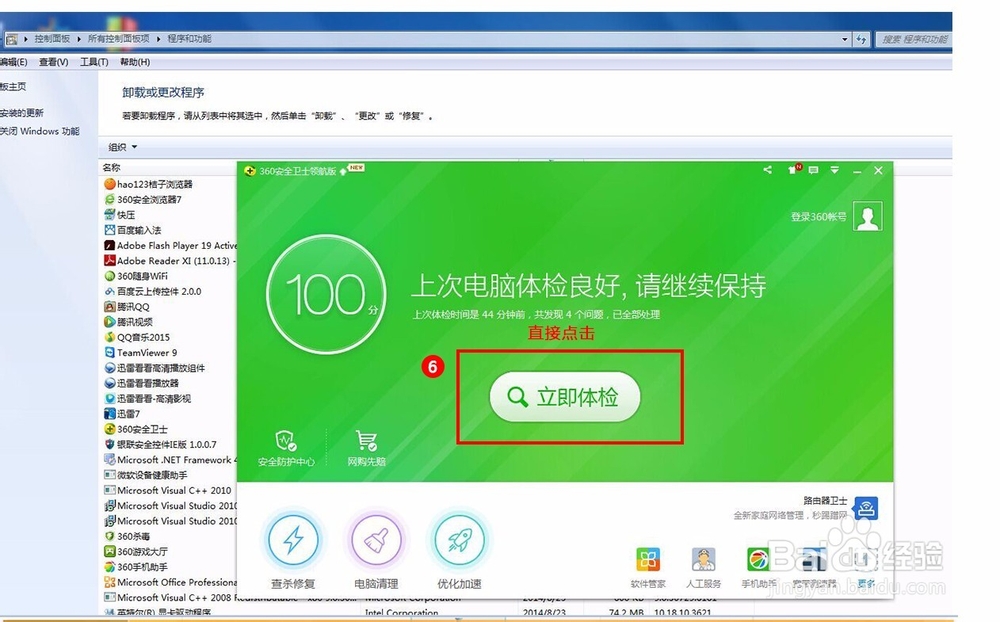 控制面板 ▸ 所有控制面板项 ▸ 程序和功能
搜索 程序和功能
编辑(E) 查看(V) 工具(T) 帮助(H)
板主页
安装的更新
关闭 Windows 功能
卸载或更改程序
若要卸载程序，请从列表中将其选中，然后单击“卸载”、“更改”或“修复”。
组织
名称
hao123桔子浏览器
360安全浏览器7
快压
百度输入法
Adobe Flash Player 19 Active
Adobe Reader XI (11.0.13) -
360随身WiFi
百度云上传控件 2.0.0
腾讯QQ
腾讯视频
QQ音乐2015
TeamViewer 9
迅雷看看高清播放组件
迅雷看看播放器
迅雷看看-高清影视
迅雷7
360安全卫士
银联安全控件IE版 1.0.0.7
Microsoft .NET Framework 4
微软设备健康助手
Microsoft Visual C++ 2010
Microsoft Visual Studio 2010
Microsoft Visual Studio 2010
360杀毒
360游戏大厅
360手机助手
Microsoft Office Professiona
Microsoft Visual C++ 2008 Redistributable
英特尔(R) 显卡驱动程序 Intel Corporation 2014/8/23 74.2 MB 10.18.10.3621
360安全卫士领航版 NEW
登录360帐号
100分
上次电脑体检良好, 请继续保持
上次体检时间是 44 分钟前，共发现 4 个问题，已全部处理
直接点击
6
立即体检
安全防护中心 网购先赔
路由器卫士
全新家庭网络管理，秒踢蹭网
查杀修复 电脑清理 优化加速
软件管家 人工服务 手机助手 更多
Baidu经验
jingyan.baidu.com